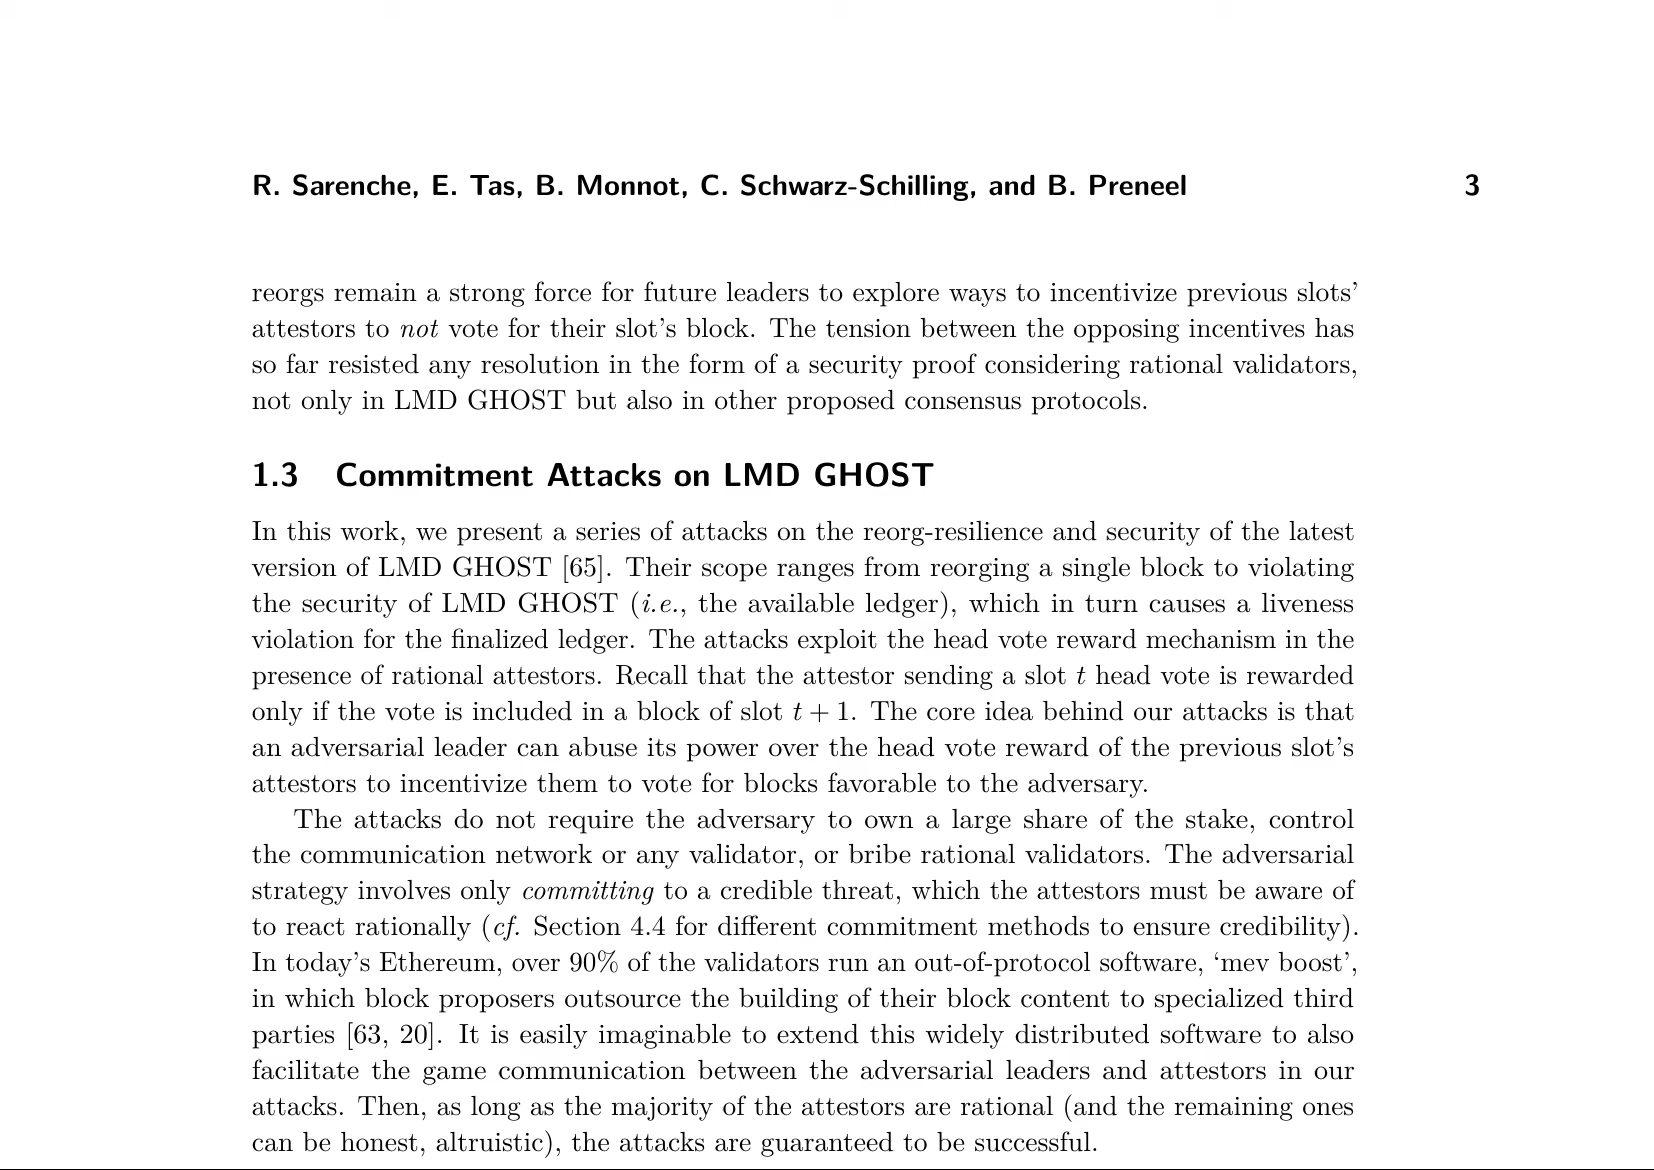 R. Sarenche, E. Tas, B. Monnot, C. Schwarz-Schilling, and B. Preneel 3
reorgs remain a strong force for future leaders to explore ways to incentivize previous slots’
attestors to not vote for their slot’s block. The tension between the opposing incentives has
so far resisted any resolution in the form of a security proof considering rational validators,
not only in LMD GHOST but also in other proposed consensus protocols.
1.3 Commitment Attacks on LMD GHOST
In this work, we present a series of attacks on the reorg-resilience and security of the latest
version of LMD GHOST [65]. Their scope ranges from reorging a single block to violating
the security of LMD GHOST (i.e., the available ledger), which in turn causes a liveness
violation for the finalized ledger. The attacks exploit the head vote reward mechanism in the
presence of rational attestors. Recall that the attestor sending a slot t head vote is rewarded
only if the vote is included in a block of slot t + 1. The core idea behind our attacks is that
an adversarial leader can abuse its power over the head vote reward of the previous slot’s
attestors to incentivize them to vote for blocks favorable to the adversary.
The attacks do not require the adversary to own a large share of the stake, control
the communication network or any validator, or bribe rational validators. The adversarial
strategy involves only committing to a credible threat, which the attestors must be aware of
to react rationally (cf. Section 4.4 for different commitment methods to ensure credibility).
In today’s Ethereum, over 90% of the validators run an out-of-protocol software, ‘mev boost’,
in which block proposers outsource the building of their block content to specialized third
parties [63, 20]. It is easily imaginable to extend this widely distributed software to also
facilitate the game communication between the adversarial leaders and attestors in our
attacks. Then, as long as the majority of the attestors are rational (and the remaining ones
can be honest, altruistic), the attacks are guaranteed to be successful.